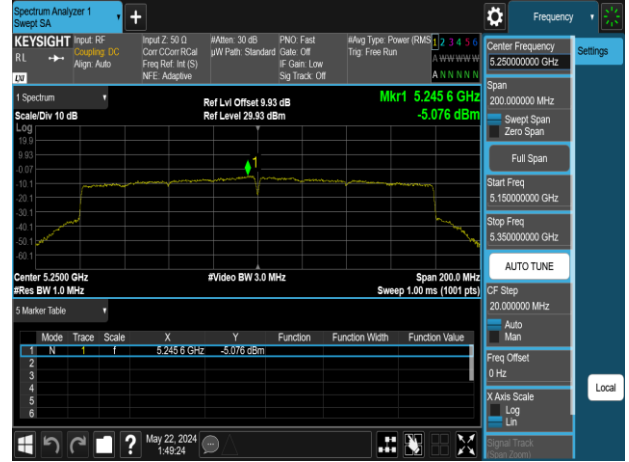 Spectrum Analyzer 1
Swept SA
+
Frequency
KEYSIGHT
RL
LXI
Input: RF
Coupling: DC
Align: Auto
Input Z: 50 Ω
Corr CCorr RCal
Freq Ref: Int (S)
NFE: Adaptive
#Atten: 30 dB
µW Path: Standard
PNO: Fast
Gate: Off
IF Gain: Low
Sig Track: Off
#Avg Type: Power (RMS
Trig: Free Run
1 2 3 4 5 6
A W W W W W
A N N N N N
Center Frequency
5.250000000 GHz
Settings
Span
200.000000 MHz
Swept Span
Zero Span
Full Span
Start Freq
5.150000000 GHz
Stop Freq
5.350000000 GHz
AUTO TUNE
CF Step
20.000000 MHz
Auto
Man
Freq Offset
0 Hz
X Axis Scale
Log
Lin
Signal Track
(Span Zoom)
Local
1 Spectrum
Scale/Div 10 dB
Ref Lvl Offset 9.93 dB
Ref Level 29.93 dBm
Mkr1 5.245 6 GHz
-5.076 dBm
Log
19.9
9.93
-0.07
-10.1
-20.1
-30.1
-40.1
-50.1
-60.1
1
Center 5.2500 GHz
#Res BW 1.0 MHz
#Video BW 3.0 MHz
Span 200.0 MHz
Sweep 1.00 ms (1001 pts)
5 Marker Table
Mode Trace Scale X Y Function Function Width Function Value
1 N 1 f 5.245 6 GHz -5.076 dBm
2
3
4
5
6
?
May 22, 2024
1:49:24